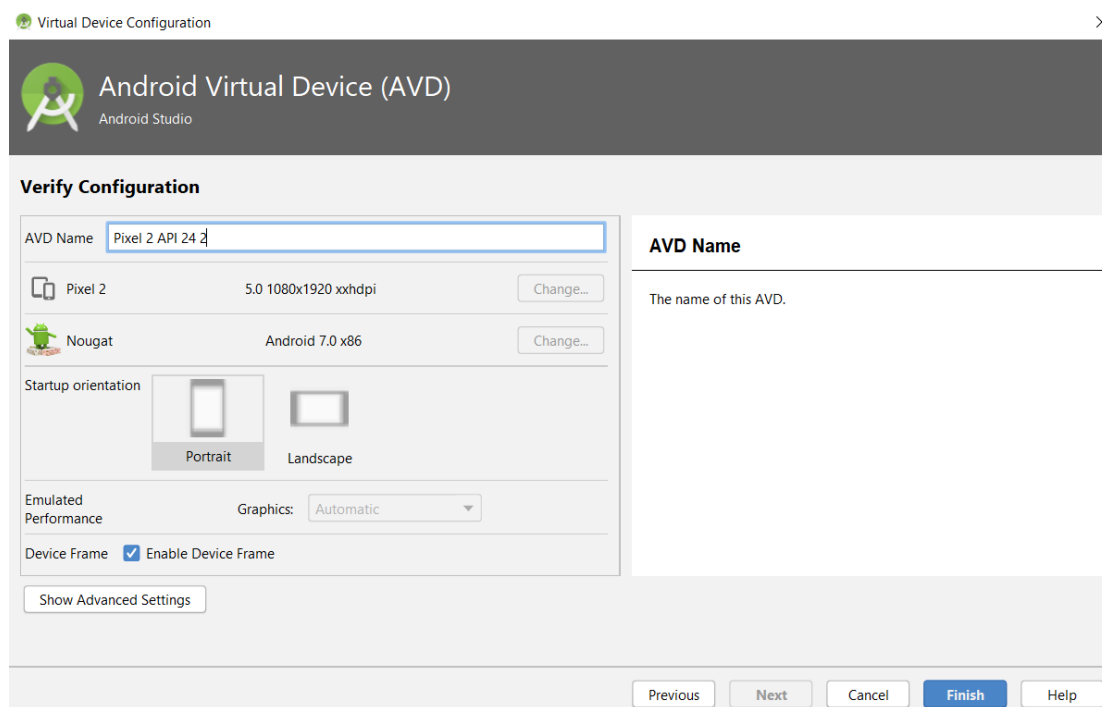 Virtual Device Configuration
Android Virtual Device (AVD)
Android Studio
Verify Configuration
AVD Name Pixel 2 API 24 2
Pixel 2 5.0 1080x1920 xxhdpi Change...
Nougat Android 7.0 x86 Change...
Startup orientation
Portrait Landscape
Emulated
Performance
Graphics: Automatic
Device Frame Enable Device Frame
Show Advanced Settings
AVD Name
The name of this AVD.
Previous Next Cancel Finish Help